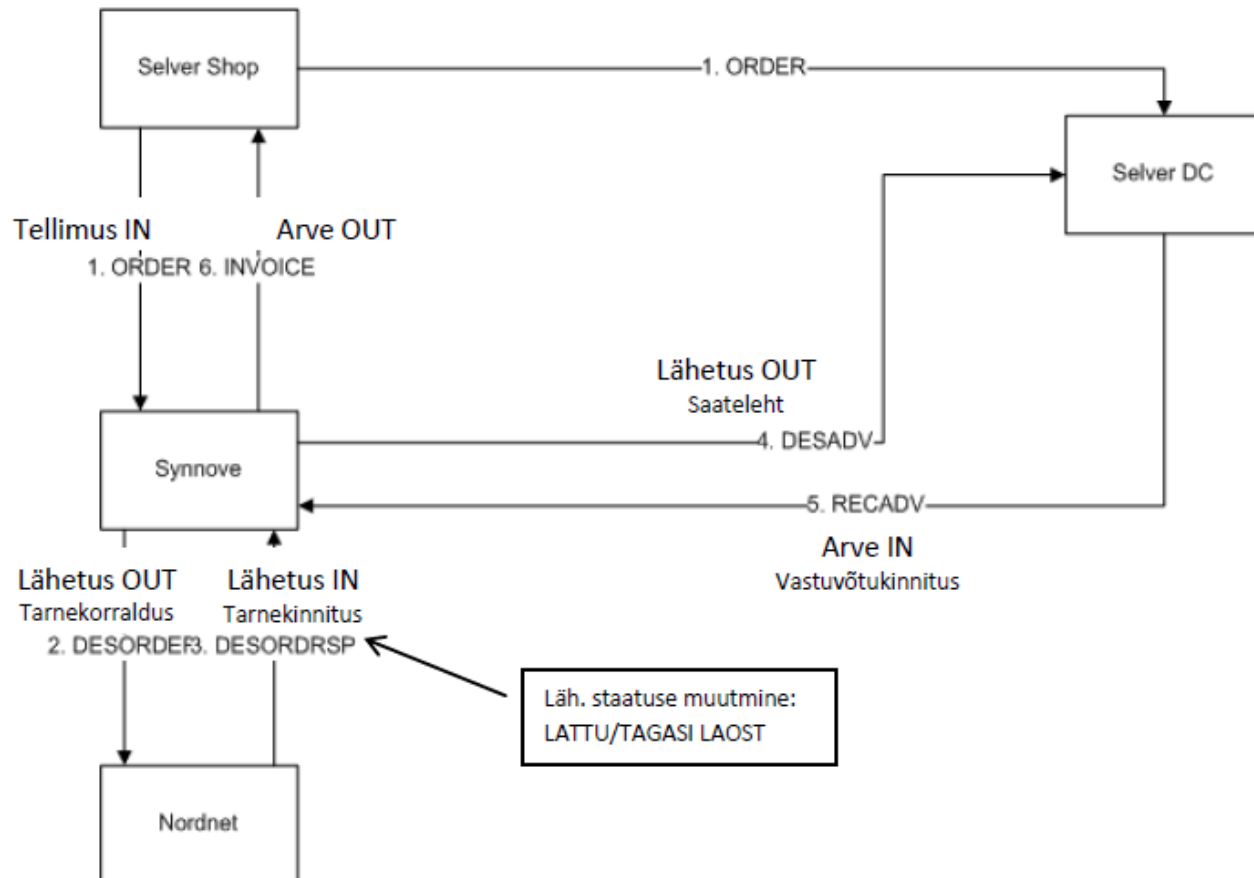 Selver Shop
1. ORDER
Selver DC
Tellimus IN
Arve OUT
1. ORDER 6. INVOICE
Lähetus OUT
Saateleht
4. DESADV
Synnove
5. RECADV
Arve IN
Vastuvõtukinnitus
Lähetus OUT
Tarnekorraldus
Lähetus IN
Tarnekinnitus
2. DESORDER
3. DESORDRSP
Läh. staatuse muutmine:
LATTU/TAGASI LAOST
Nordnet